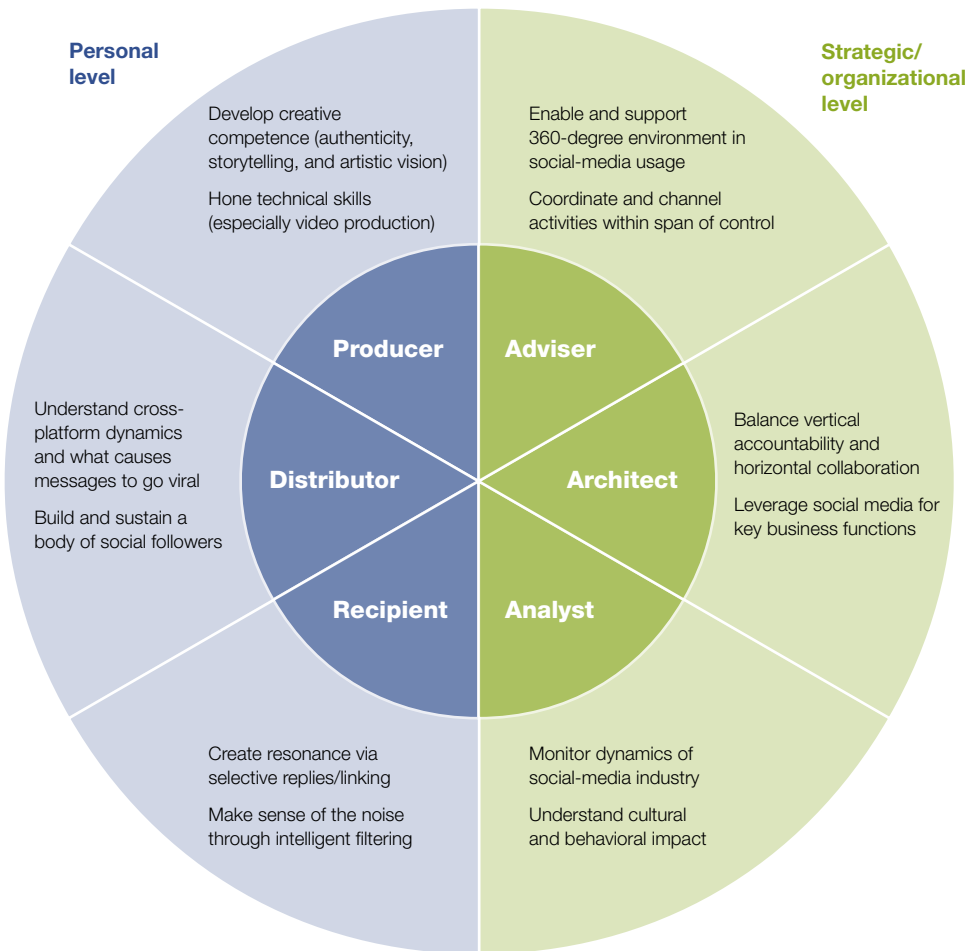 Personal
level
Strategic/
organizational
level
Develop creative
competence (authenticity,
storytelling, and artistic vision)
Hone technical skills
(especially video production)
Enable and support
360-degree environment in
social-media usage
Coordinate and channel
activities within span of control
Producer
Adviser
Understand cross-
platform dynamics
and what causes
messages to go viral
Build and sustain a
body of social followers
Distributor
Architect
Balance vertical
accountability and
horizontal collaboration
Leverage social media for
key business functions
Recipient
Analyst
Create resonance via
selective replies/linking
Make sense of the noise
through intelligent filtering
Monitor dynamics of
social-media industry
Understand cultural
and behavioral impact